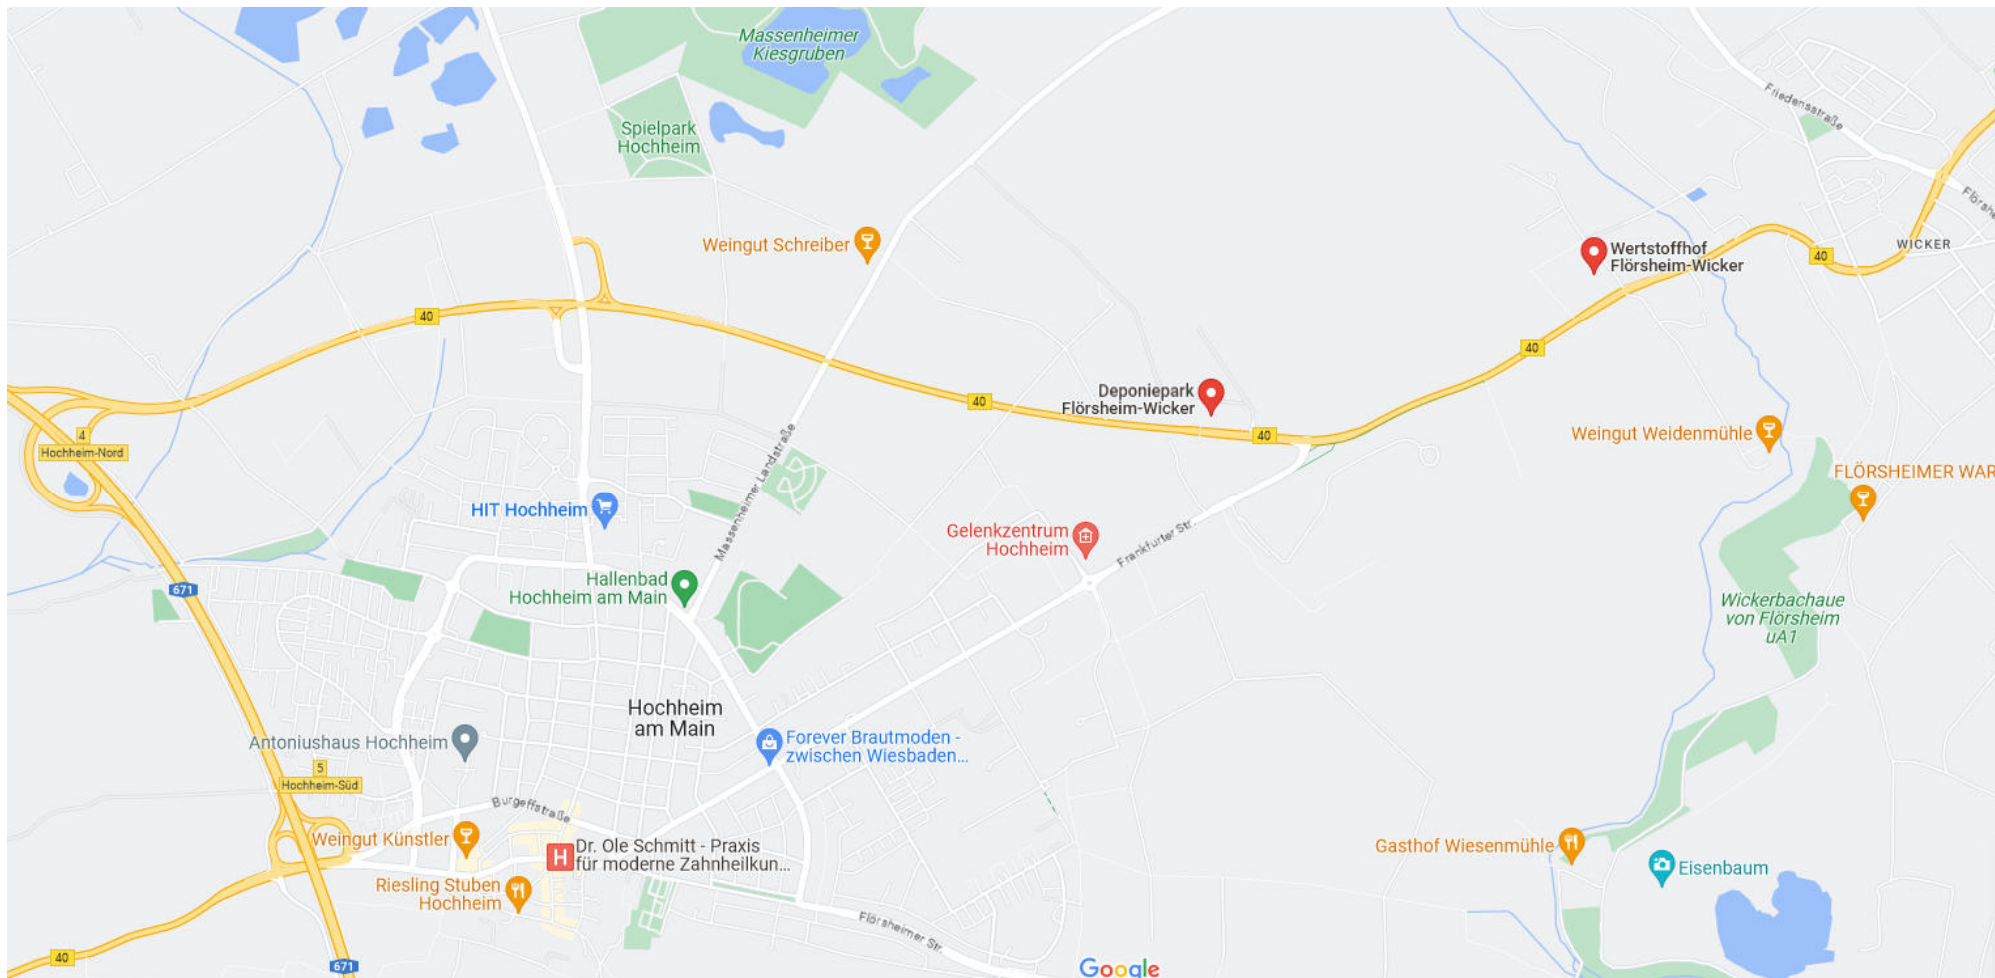 Massenheimer
Kiesgruben
Friedensstraße
Spielpark
Hochheim
Flörshe
Weingut Schreiber
WICKER
Wertstoffhof
Flörsheim-Wicker
40
40
40
40
Deponiepark
Flörsheim-Wicker
40
40
4
Hochheim-Nord
Massenheimer Landstraße
Weingut Weidenmühle
FLÖRSHEIMER WAR
HIT Hochheim
Gelenkzentrum
Hochheim
Frankfurter Str.
Hallenbad
Hochheim am Main
671
Wickerbachaue
von Flörsheim
uA1
Hochheim
am Main
Antoniushaus Hochheim
Forever Brautmoden -
zwischen Wiesbaden...
5
Hochheim-Süd
Burgeffstraße
Weingut Künstler
Dr. Ole Schmitt - Praxis
für moderne Zahnheilkun...
H
Gasthof Wiesenmühle
Eisenbaum
Riesling Stuben
Hochheim
Flörsheimer Str.
40
671
Google